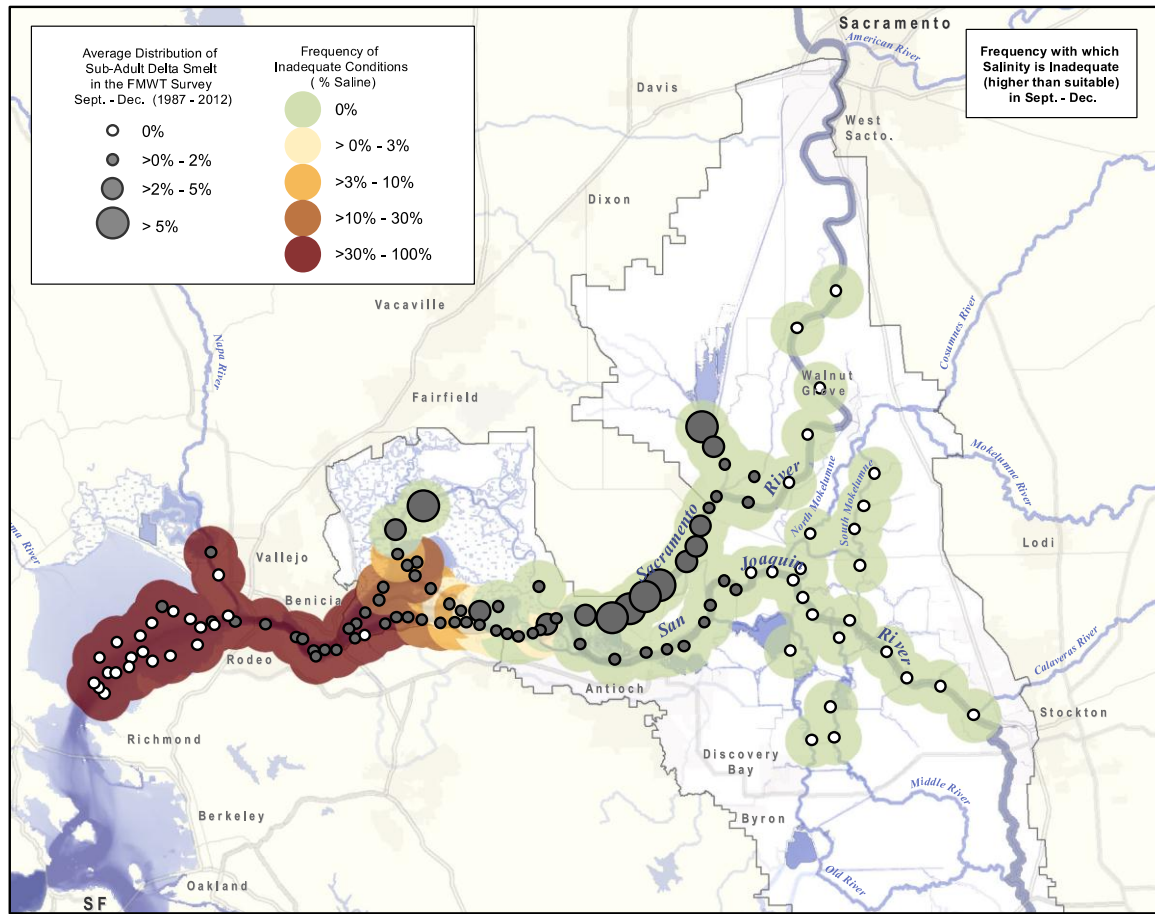 Sacramento
American River
Average Distribution of
Sub-Adult Delta Smelt
in the FMWT Survey
Sept. - Dec. (1987 - 2012)
0%
>0% - 2%
>2% - 5%
> 5%
Frequency of
Inadequate Conditions
( % Saline)
0%
> 0% - 3%
>3% - 10%
>10% - 30%
>30% - 100%
Frequency with which
Salinity is Inadequate
(higher than suitable)
in Sept. - Dec.
Davis
West
Sacto.
Dixon
Vacaville
Napa River
Cosumnes River
Walnut
Grove
Fairfield
Mokelumne River
River
North Mokelumne
South Mokelumne
Sacramento
ma River
Vallejo
Lodi
Joaquin
Benicia
San
River
Rodeo
Calaveras River
Antioch
Stockton
Richmond
Discovery
Bay
Middle River
Berkeley
Byron
Old River
Oakland
SF